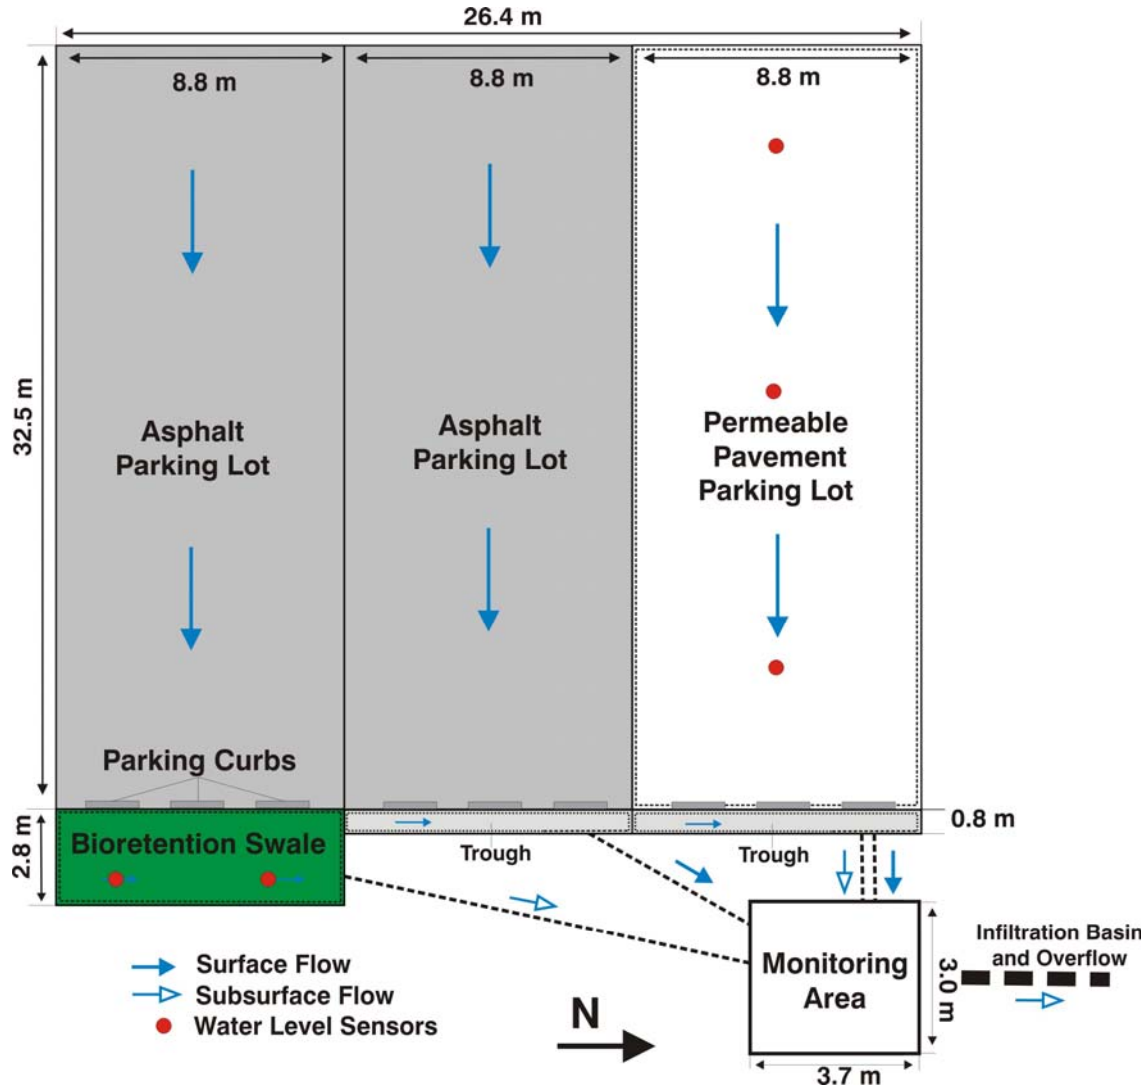 26.4 m
8.8 m
8.8 m
8.8 m
32.5 m
Asphalt
Parking Lot
Asphalt
Parking Lot
Permeable
Pavement
Parking Lot
Parking Curbs
2.8 m
Bioretention Swale
0.8 m
Trough
Trough
Monitoring
Area
3.0 m
3.7 m
Infiltration Basin
and Overflow
Surface Flow
Subsurface Flow
Water Level Sensors
N